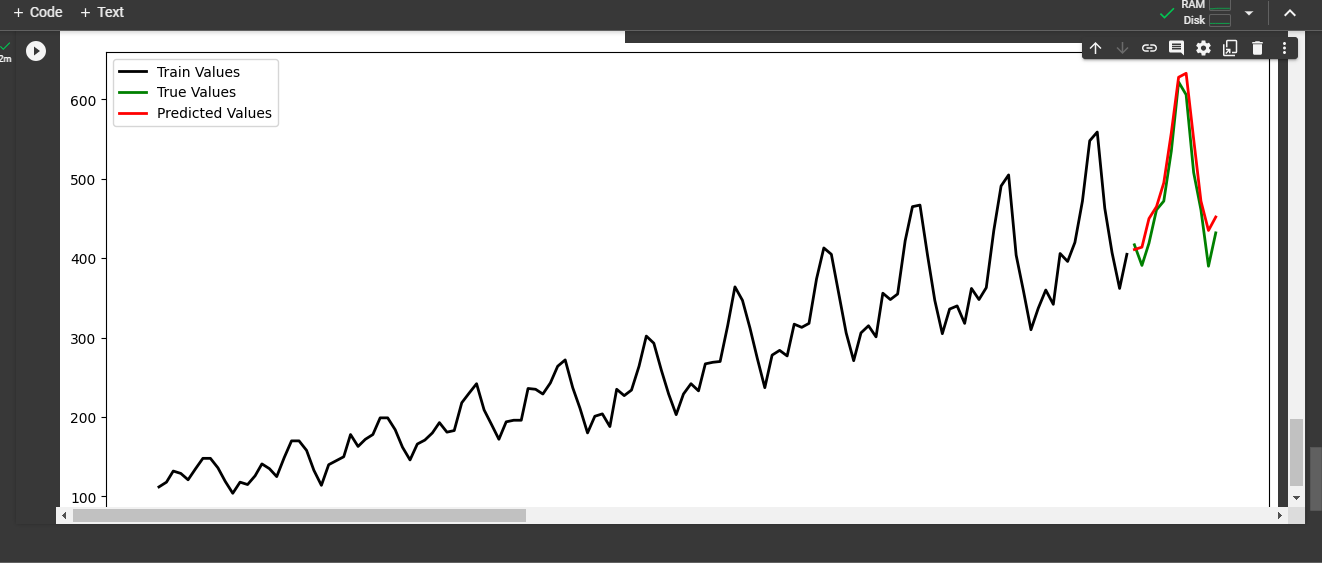 + Code + Text
RAM
Disk
2m
Train Values
True Values
Predicted Values
600
500
400
300
200
100